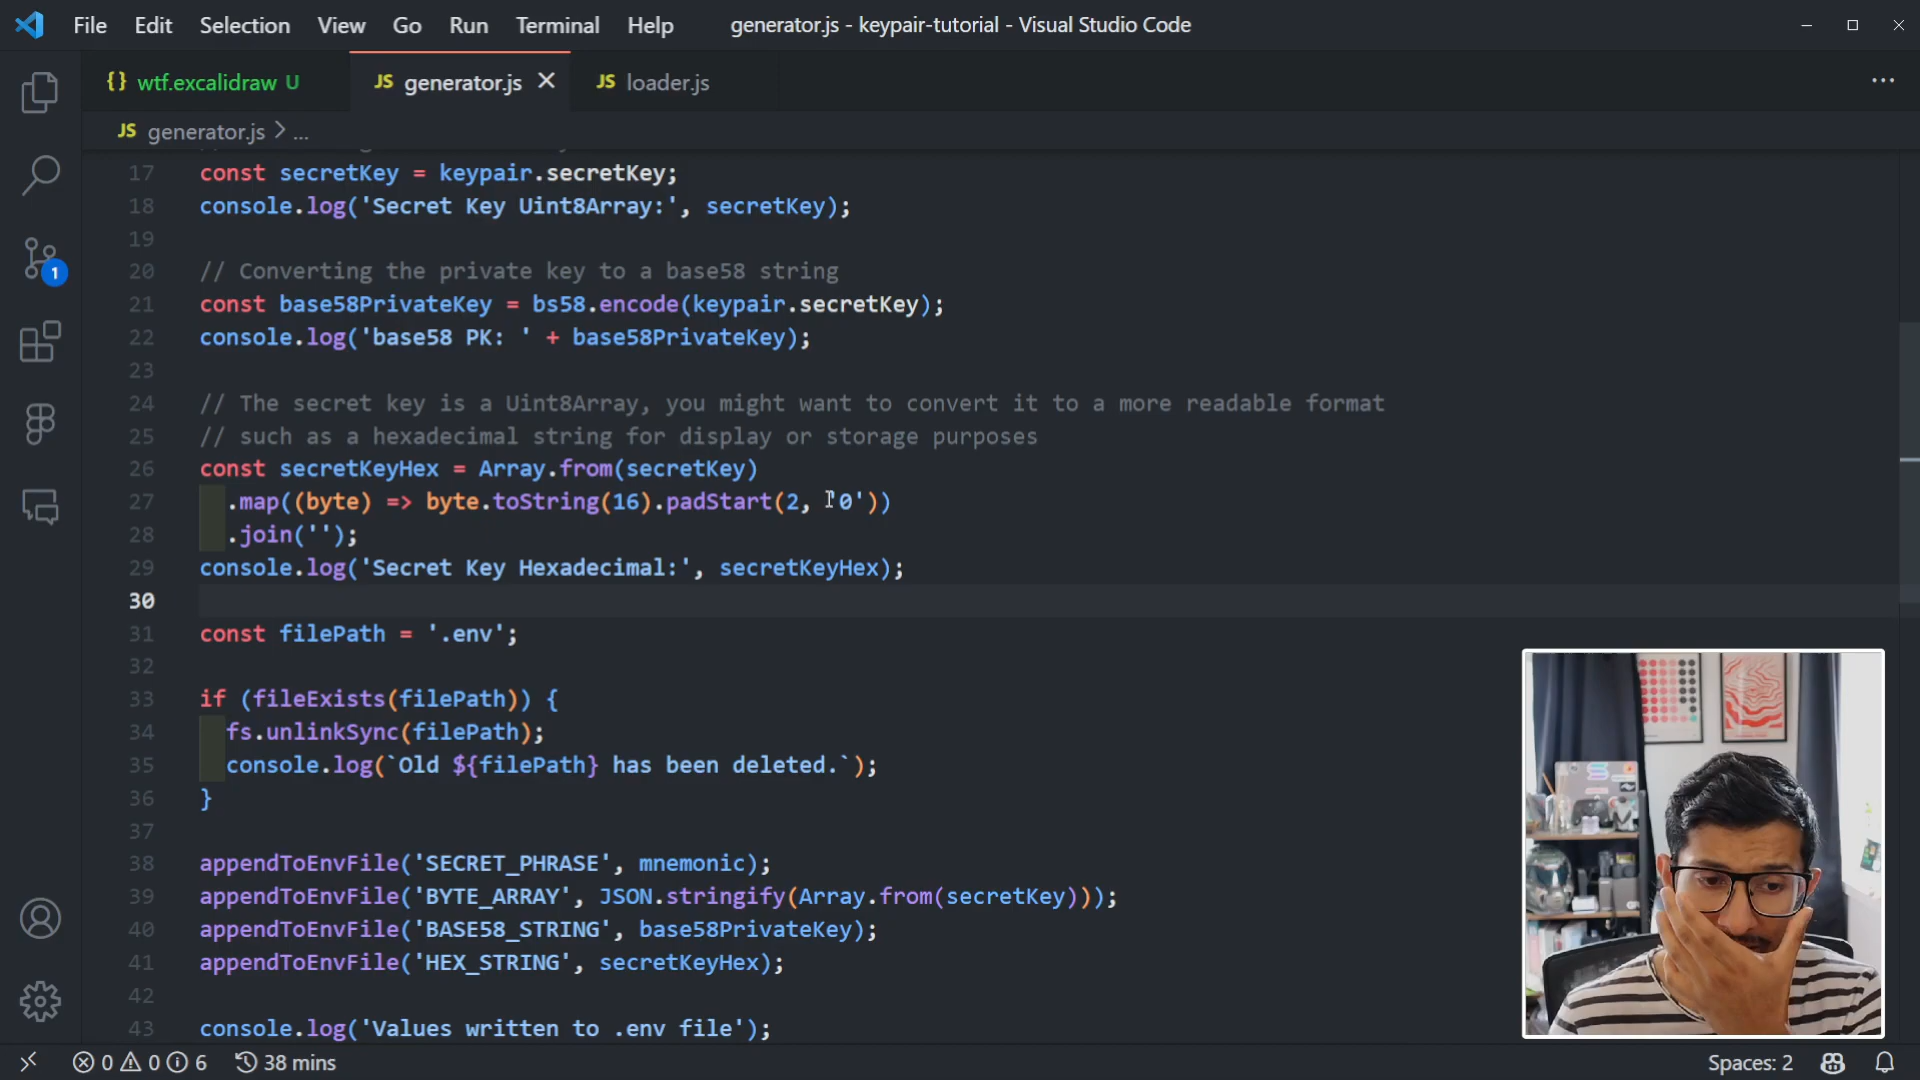 File Edit Selection View Go Run Terminal Help generator.js - keypair-tutorial - Visual Studio Code
{} wtf.excalidraw U JS generator.js × JS loader.js ···
JS generator.js > ...
17 const secretKey = keypair.secretKey;
18 console.log('Secret Key Uint8Array:', secretKey);
19
20 // Converting the private key to a base58 string
21 const base58PrivateKey = bs58.encode(keypair.secretKey);
22 console.log('base58 PK: ' + base58PrivateKey);
23
24 // The secret key is a Uint8Array, you might want to convert it to a more readable format
25 // such as a hexadecimal string for display or storage purposes
26 const secretKeyHex = Array.from(secretKey)
27 .map((byte) => byte.toString(16).padStart(2, '0'))
28 .join('');
29 console.log('Secret Key Hexadecimal:', secretKeyHex);
30
31 const filePath = '.env';
32
33 if (fileExists(filePath)) {
34 fs.unlinkSync(filePath);
35 console.log(`Old ${filePath} has been deleted.`);
36 }
37
38 appendToEnvFile('SECRET_PHRASE', mnemonic);
39 appendToEnvFile('BYTE_ARRAY', JSON.stringify(Array.from(secretKey)));
40 appendToEnvFile('BASE58_STRING', base58PrivateKey);
41 appendToEnvFile('HEX_STRING', secretKeyHex);
42
43 console.log('Values written to .env file');
1
0 0 6 38 mins Spaces: 2